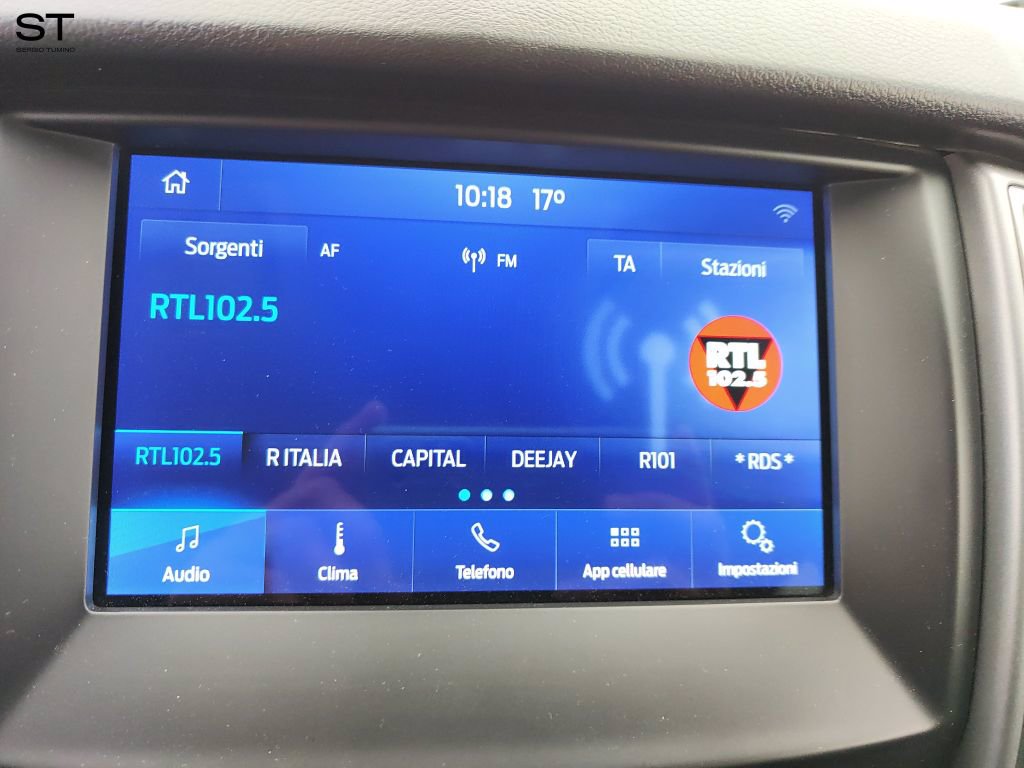 ST
SERGIO TUMINO
10:18 17º
Sorgenti AF FM TA Stazioni
RTL102.5
RTL
102.5
RTL102.5 R ITALIA CAPITAL DEEJAY R101 *RDS*
Audio Clima Telefono App cellulare Impostazioni